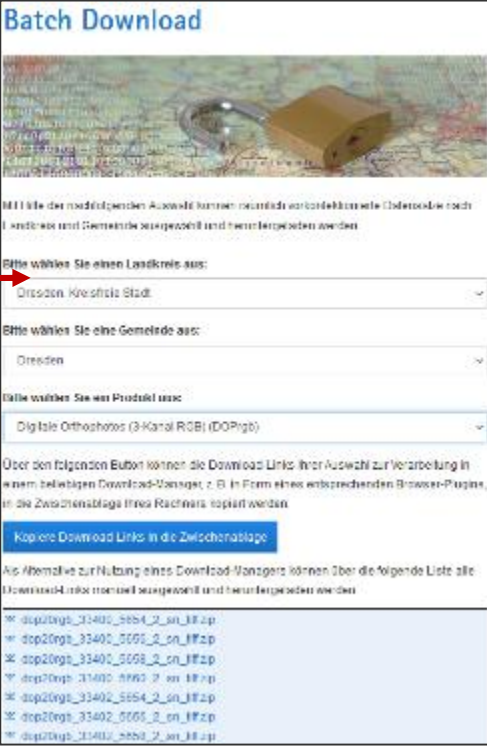 Batch Download
Mit Hilfe der nachfolgenden Auswahl können räumlich vorkonfektionierte Datensätze nach
Landkreis und Gemeinde ausgewählt und heruntergeladen werden.
Bitte wählen Sie einen Landkreis aus:
Dresden, Kreisfreie Stadt
Bitte wählen Sie eine Gemeinde aus:
Dresden
Bitte wählen Sie ein Produkt aus:
Digitale Orthophotos (3-Kanal RGB) (DOPrgb)
Über den folgenden Button können die Download-Links Ihrer Auswahl zur Verarbeitung in
einem beliebigen Download-Manager, z. B. in Form eines entsprechenden Browser-Plugins,
in die Zwischenablage Ihres Rechners kopiert werden.
Kopiere Download Links in die Zwischenablage
Als Alternative zur Nutzung eines Download-Managers können über die folgende Liste alle
Download-Links manuell ausgewählt und heruntergeladen werden.
dop20rgb_33400_5654_2_sn_tiff.zip
dop20rgb_33400_5656_2_sn_tiff.zip
dop20rgb_33400_5658_2_sn_tiff.zip
dop20rgb_33400_5660_2_sn_tiff.zip
dop20rgb_33402_5654_2_sn_tiff.zip
dop20rgb_33402_5656_2_sn_tiff.zip
dop20rgb_33402_5658_2_sn_tiff.zip